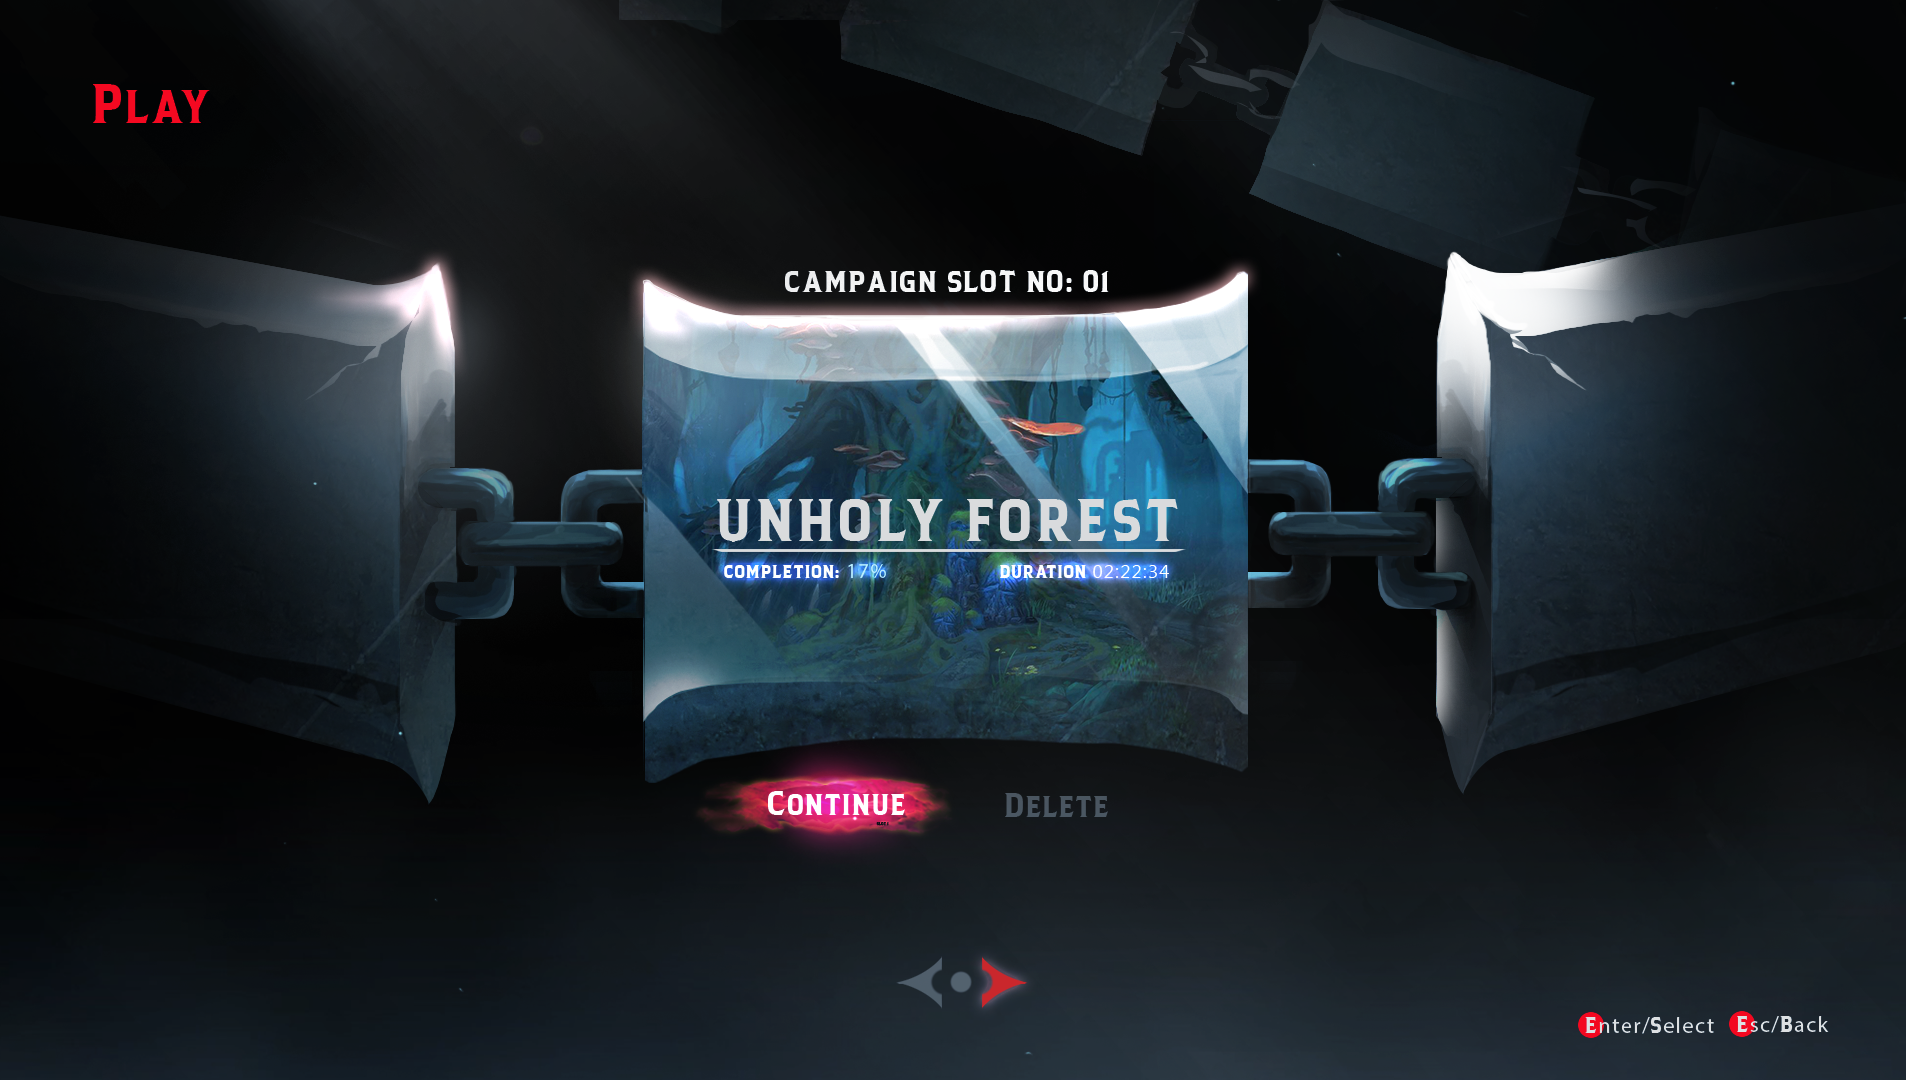 PLAY
CAMPAIGN SLOT NO: 01
UNHOLY FOREST
COMPLETION: 17%
DURATION 02:22:34
CONTINUE
DELETE
Enter/Select Esc/Back